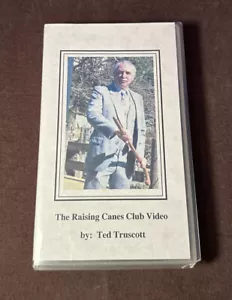 The Raising Canes Club Video
by: Ted Truscott